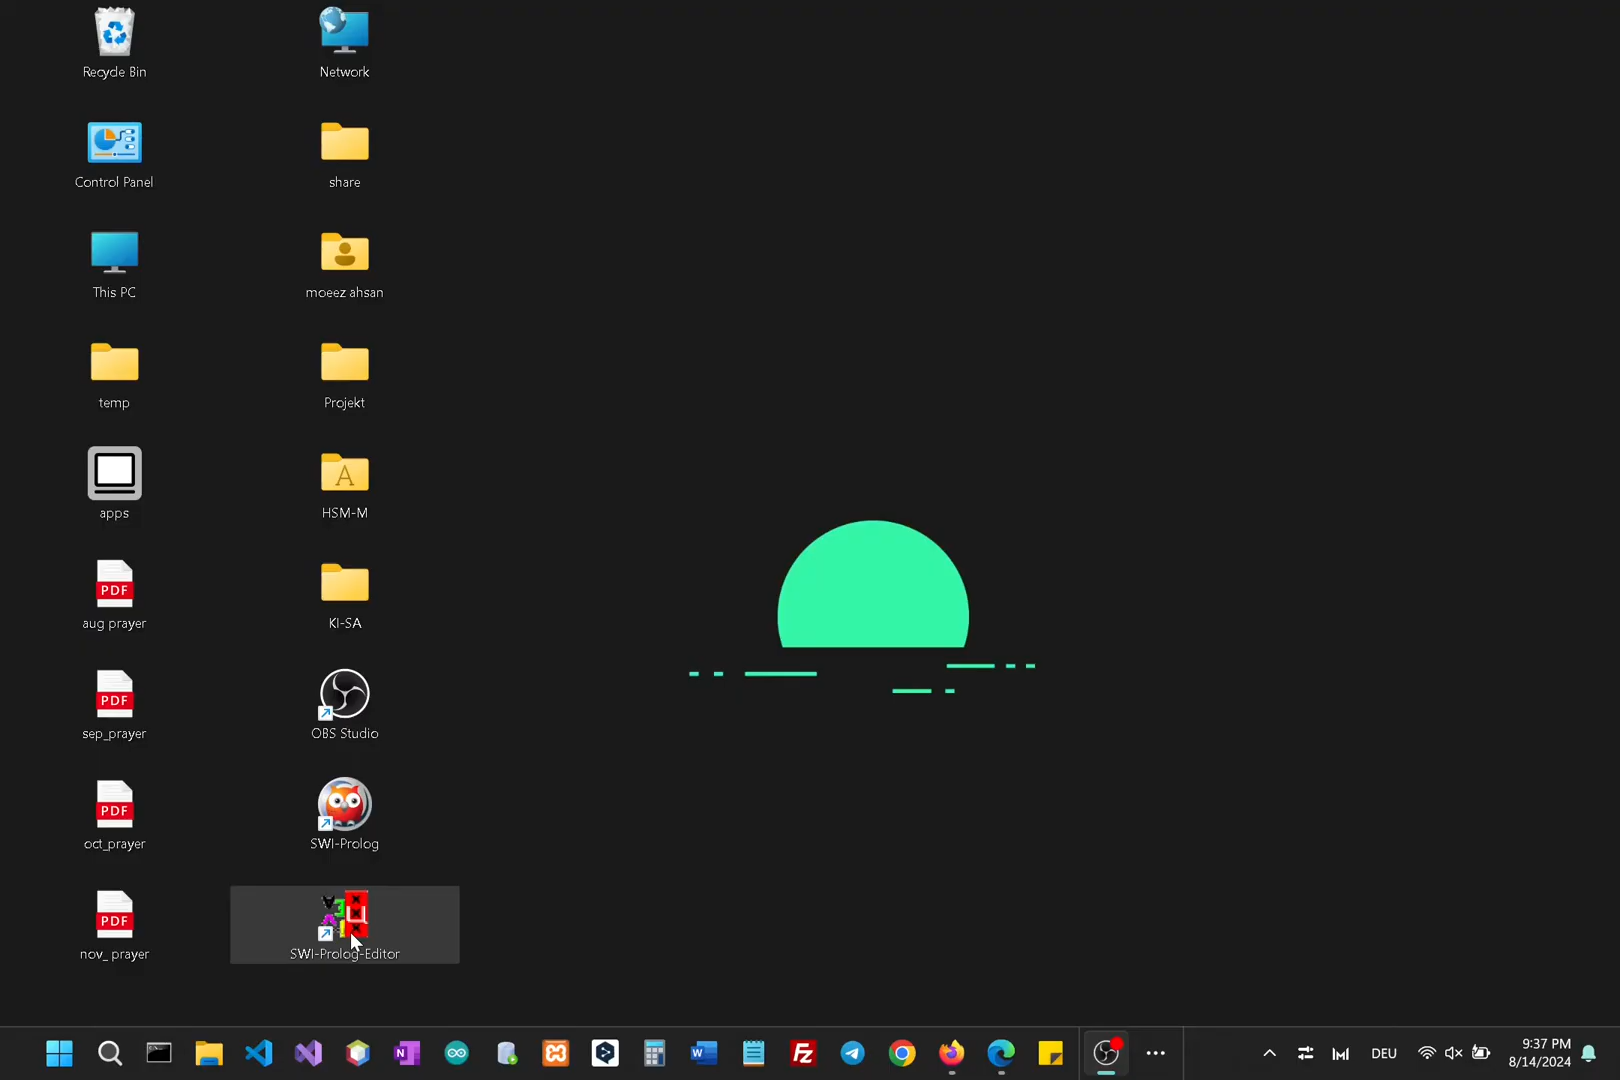 Recycle Bin
Network
Control Panel
share
This PC
moeez ahsan
temp
Projekt
apps
A
HSM-M
PDF
aug prayer
KI-SA
PDF
sep_prayer
OBS Studio
PDF
oct_prayer
SWI-Prolog
PDF
nov_ prayer
SWI-Prolog-Editor
DEU
9:37 PM
8/14/2024